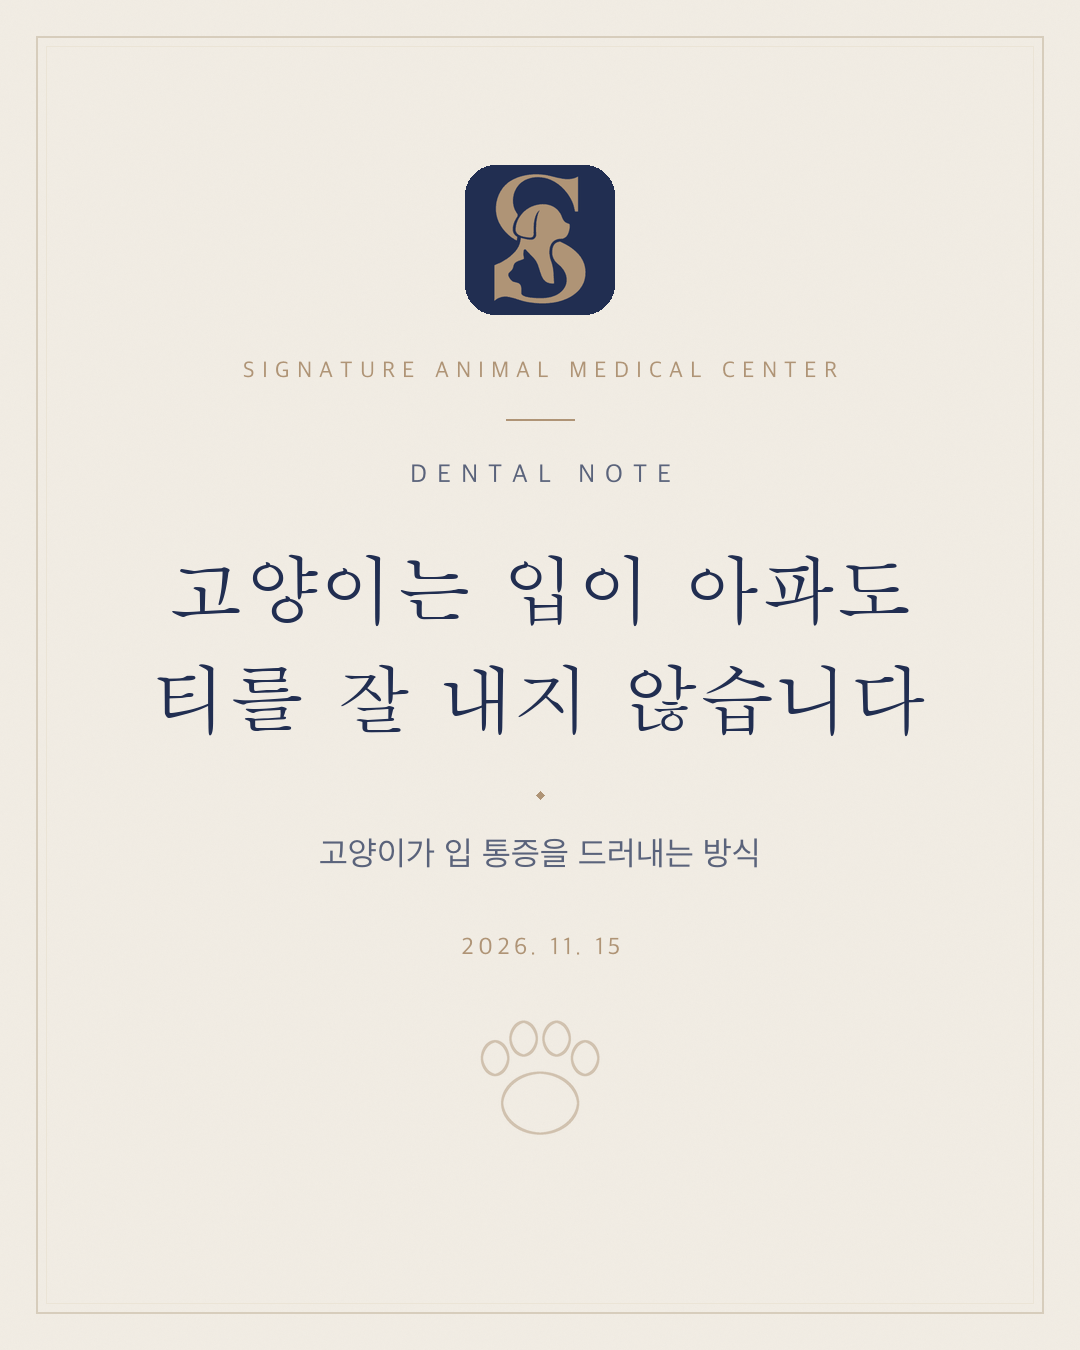 SIGNATURE ANIMAL MEDICAL CENTER
DENTAL NOTE
고양이는 입이 아파도
티를 잘 내지 않습니다
고양이가 입 통증을 드러내는 방식
2026. 11. 15